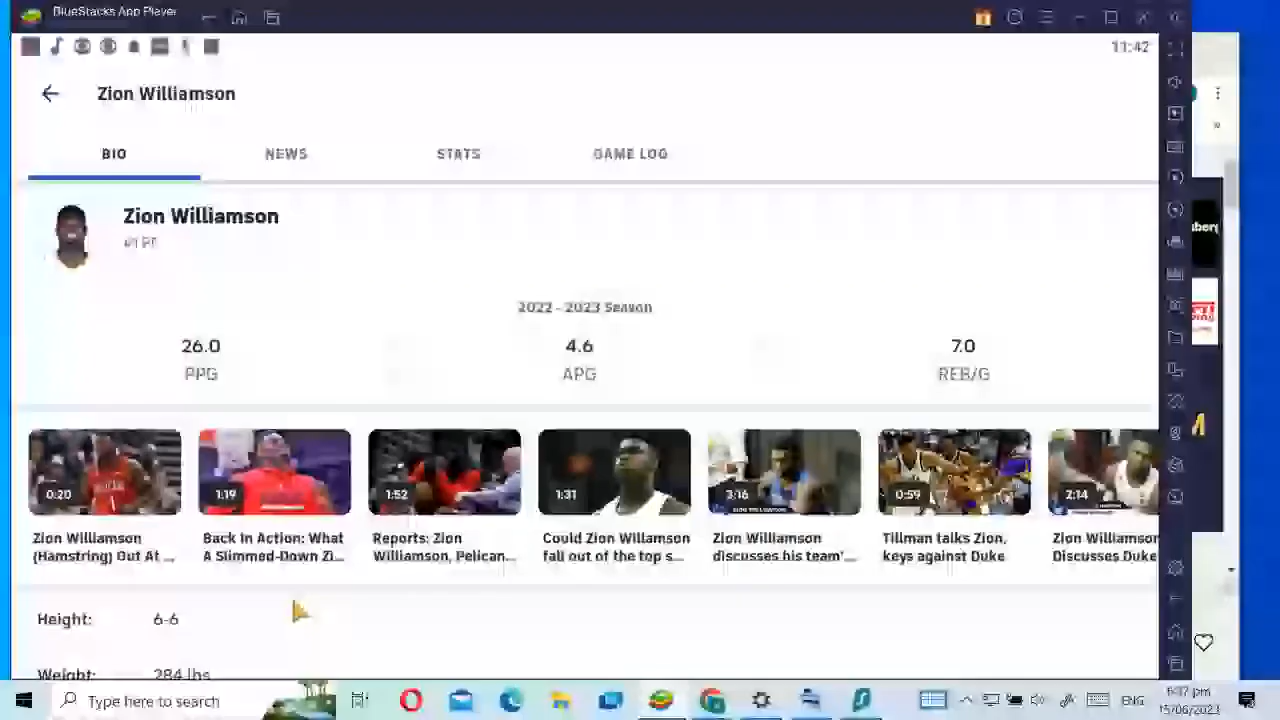 BlueStacks App Player
11:42
Zion Williamson
BIO NEWS STATS GAME LOG
Zion Williamson
#1 PF
2022 - 2023 Season
26.0 4.6 7.0
PPG APG REB/G
0:20 1:19 1:52 1:31 3:16 0:59 2:14
Zion Williamson (Hamstring) Out At ...
Back In Action: What A Slimmed-Down Zi...
Reports: Zion Williamson, Pelican...
Could Zion Williamson fall out of the top s...
Zion Williamson discusses his team'...
Tillman talks Zion, keys against Duke
Zion Williamson Discusses Duke
Height: 6-6
Weight: 284 lbs
Type here to search
ENG
15/06/2023